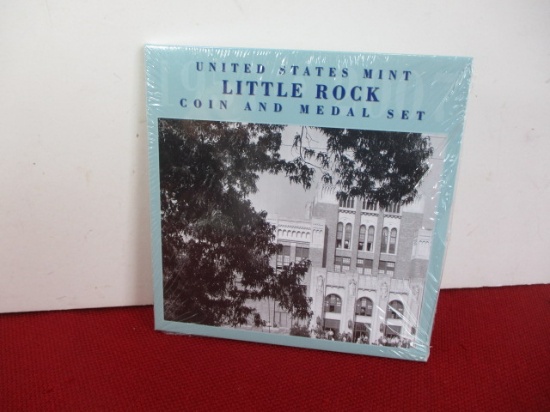 UNITED STATES MINT
LITTLE ROCK
COIN AND MEDAL SET